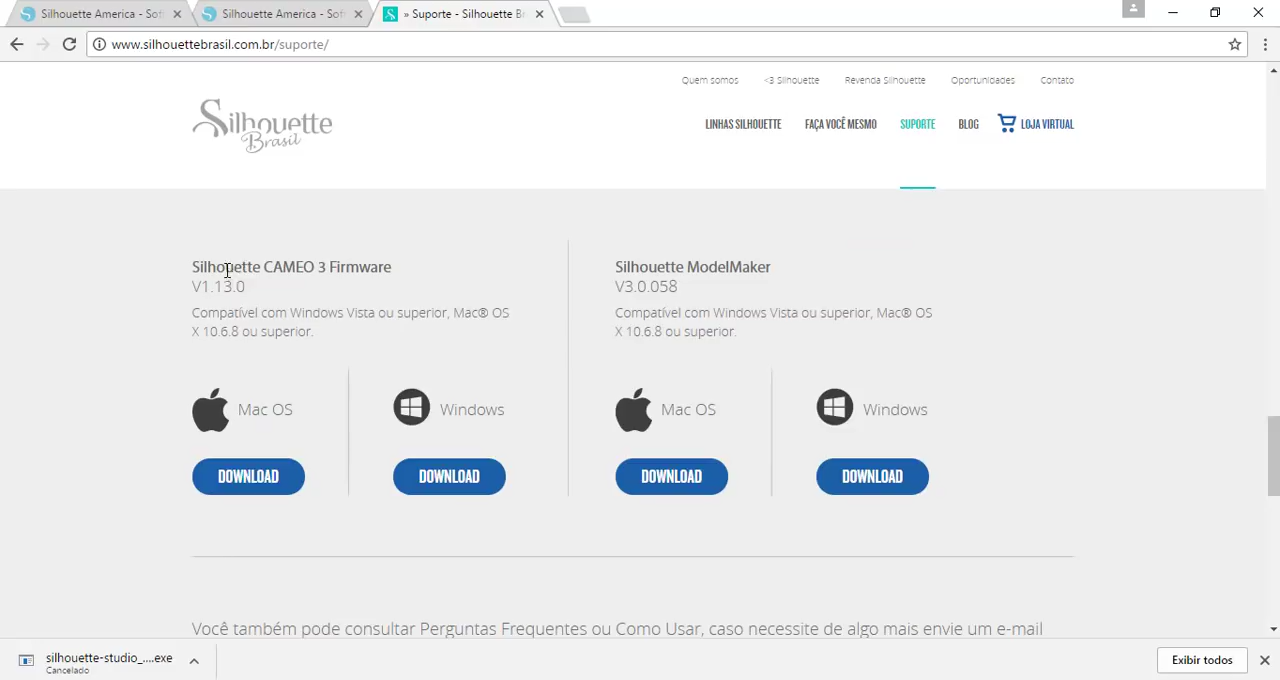 Silhouette America - Soft
Silhouette America - Soft
» Suporte - Silhouette Br
www.silhouettebrasil.com.br/suporte/
Quem somos <3 Silhouette Revenda Silhouette Oportunidades Contato
Silhouette
Brasil
LINHAS SILHOUETTE FAÇA VOCÊ MESMO SUPORTE BLOG LOJA VIRTUAL
Silhouette CAMEO 3 Firmware
V1.13.0
Compatível com Windows Vista ou superior, Mac® OS
X 10.6.8 ou superior.
Mac OS Windows
DOWNLOAD DOWNLOAD
Silhouette ModelMaker
V3.0.058
Compatível com Windows Vista ou superior, Mac® OS
X 10.6.8 ou superior.
Mac OS Windows
DOWNLOAD DOWNLOAD
Você também pode consultar Perguntas Frequentes ou Como Usar, caso necessite de algo mais envie um e-mail
silhouette-studio_....exe
Cancelado
Exibir todos